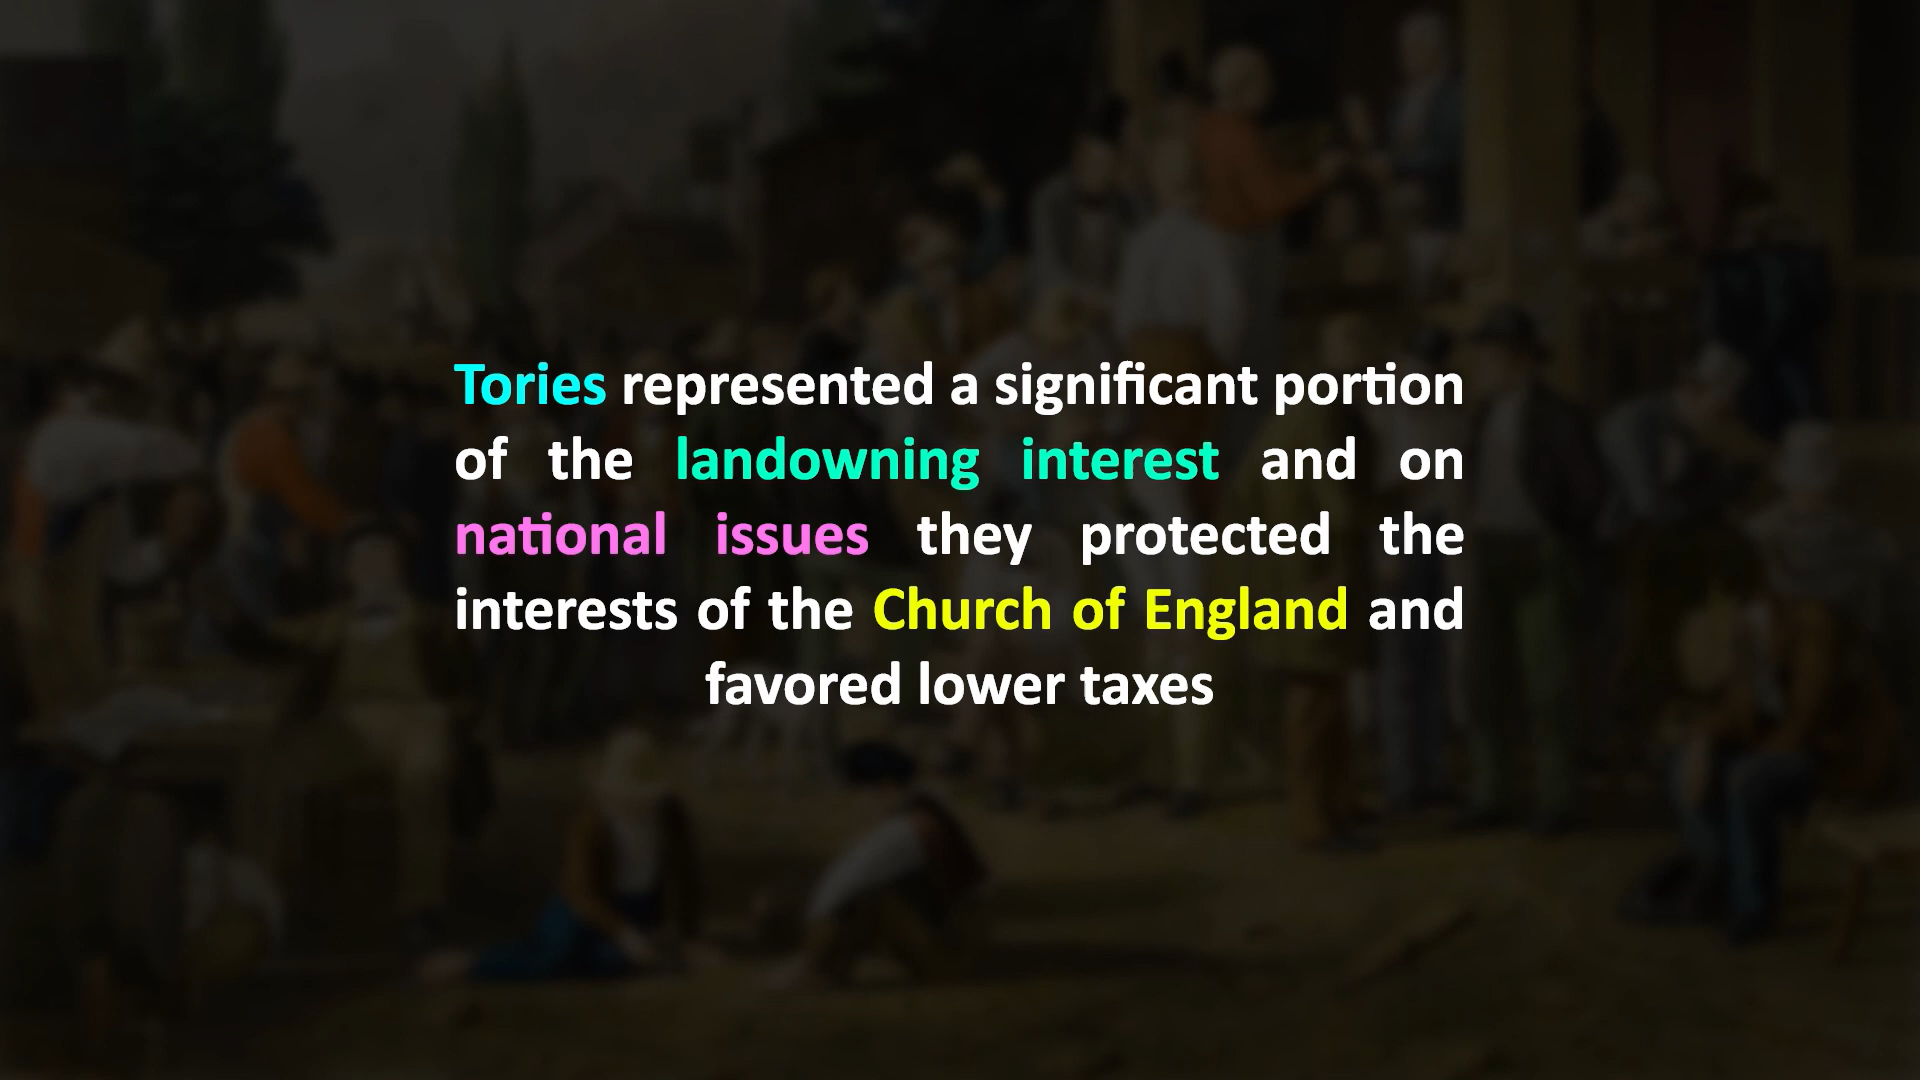 Tories represented a significant portion
of the landowning interest and on
national issues they protected the
interests of the Church of England and
favored lower taxes